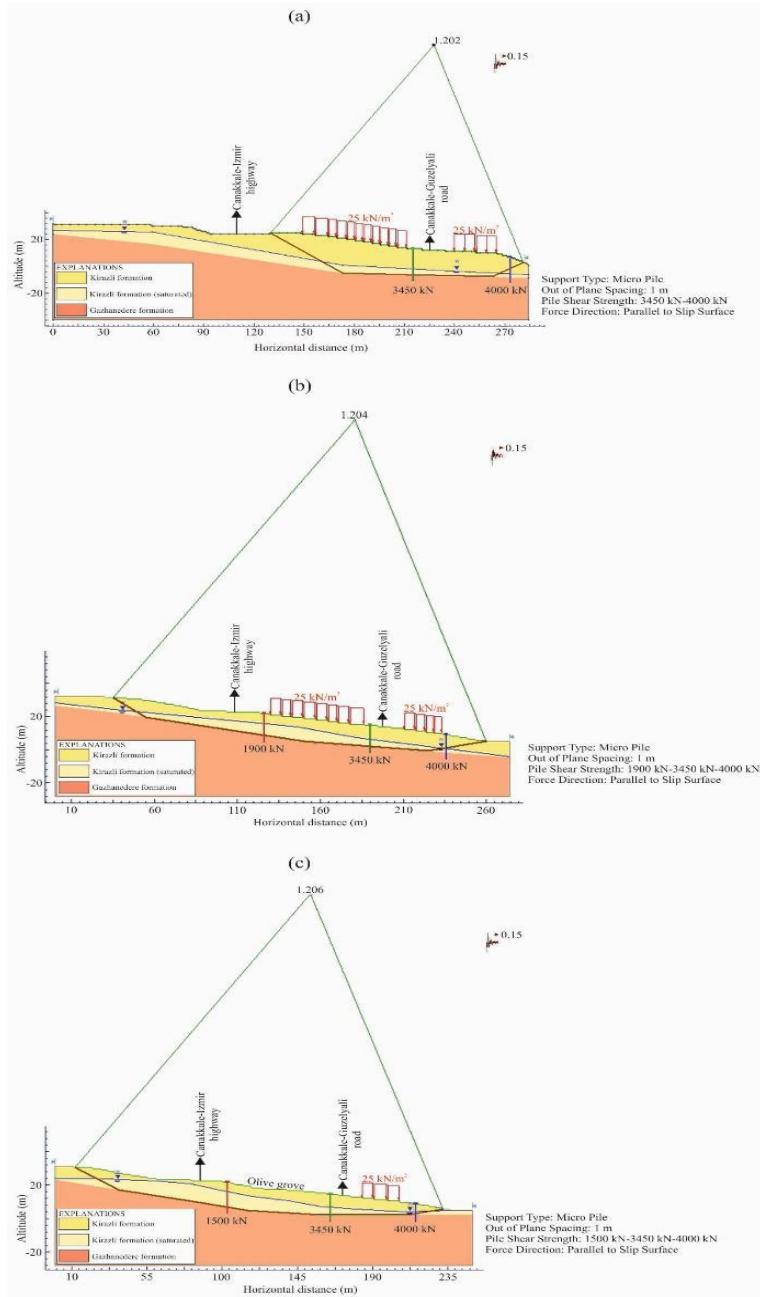 (a)
1.202
0.15
Canakkale-Izmir
highway
Canakkale-Guzelyali
road
25 kN/m²
25 kN/m²
Altitude (m)
20
-20
EXPLANATIONS
Kirazli formation
Kirazli formation (saturated)
Gazhanedere formation
3450 kN
4000 kN
Support Type: Micro Pile
Out of Plane Spacing: 1 m
Pile Shear Strength: 3450 kN-4000 kN
Force Direction: Parallel to Slip Surface
0 30 60 90 120 150 180 210 240 270
Horizontal distance (m)
(b)
1.204
0.15
Canakkale-Izmir
highway
Canakkale-Guzelyali
road
25 kN/m²
25 kN/m²
Altitude (m)
20
-20
EXPLANATIONS
Kirazli formation
Kirazli formation (saturated)
Gazhanedere formation
1900 kN
3450 kN
4000 kN
Support Type: Micro Pile
Out of Plane Spacing: 1 m
Pile Shear Strength: 1900 kN-3450 kN-4000 kN
Force Direction: Parallel to Slip Surface
10 60 110 160 210 260
Horizontal distance (m)
(c)
1.206
0.15
Canakkale-Izmir
highway
Canakkale-Guzelyali
road
Olive grove
25 kN/m²
Altitude (m)
20
-20
EXPLANATIONS
Kirazli formation
Kirazli formation (saturated)
Gazhanedere formation
1500 kN
3450 kN
4000 kN
Support Type: Micro Pile
Out of Plane Spacing: 1 m
Pile Shear Strength: 1500 kN-3450 kN-4000 kN
Force Direction: Parallel to Slip Surface
10 55 100 145 190 235
Horizontal distance (m)